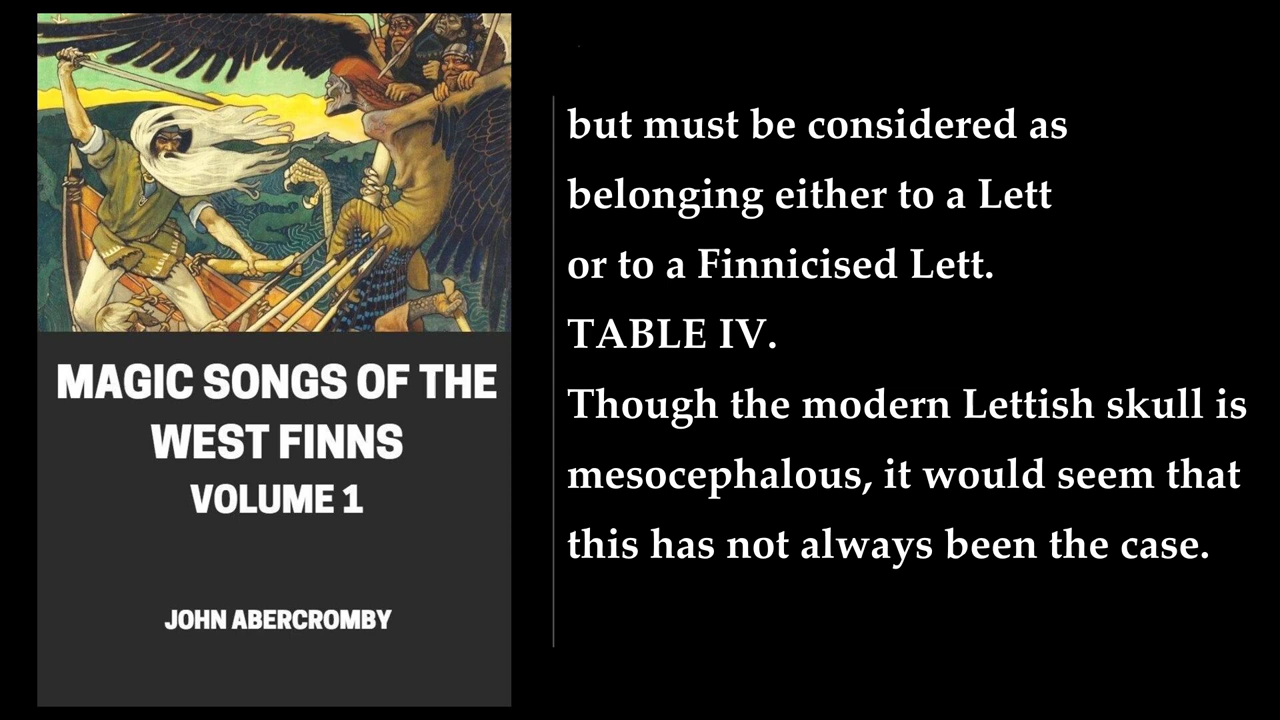 MAGIC SONGS OF THE
WEST FINNS
VOLUME 1
JOHN ABERCROMBY
but must be considered as
belonging either to a Lett
or to a Finnicised Lett.
TABLE IV.
Though the modern Lettish skull is
mesocephalous, it would seem that
this has not always been the case.